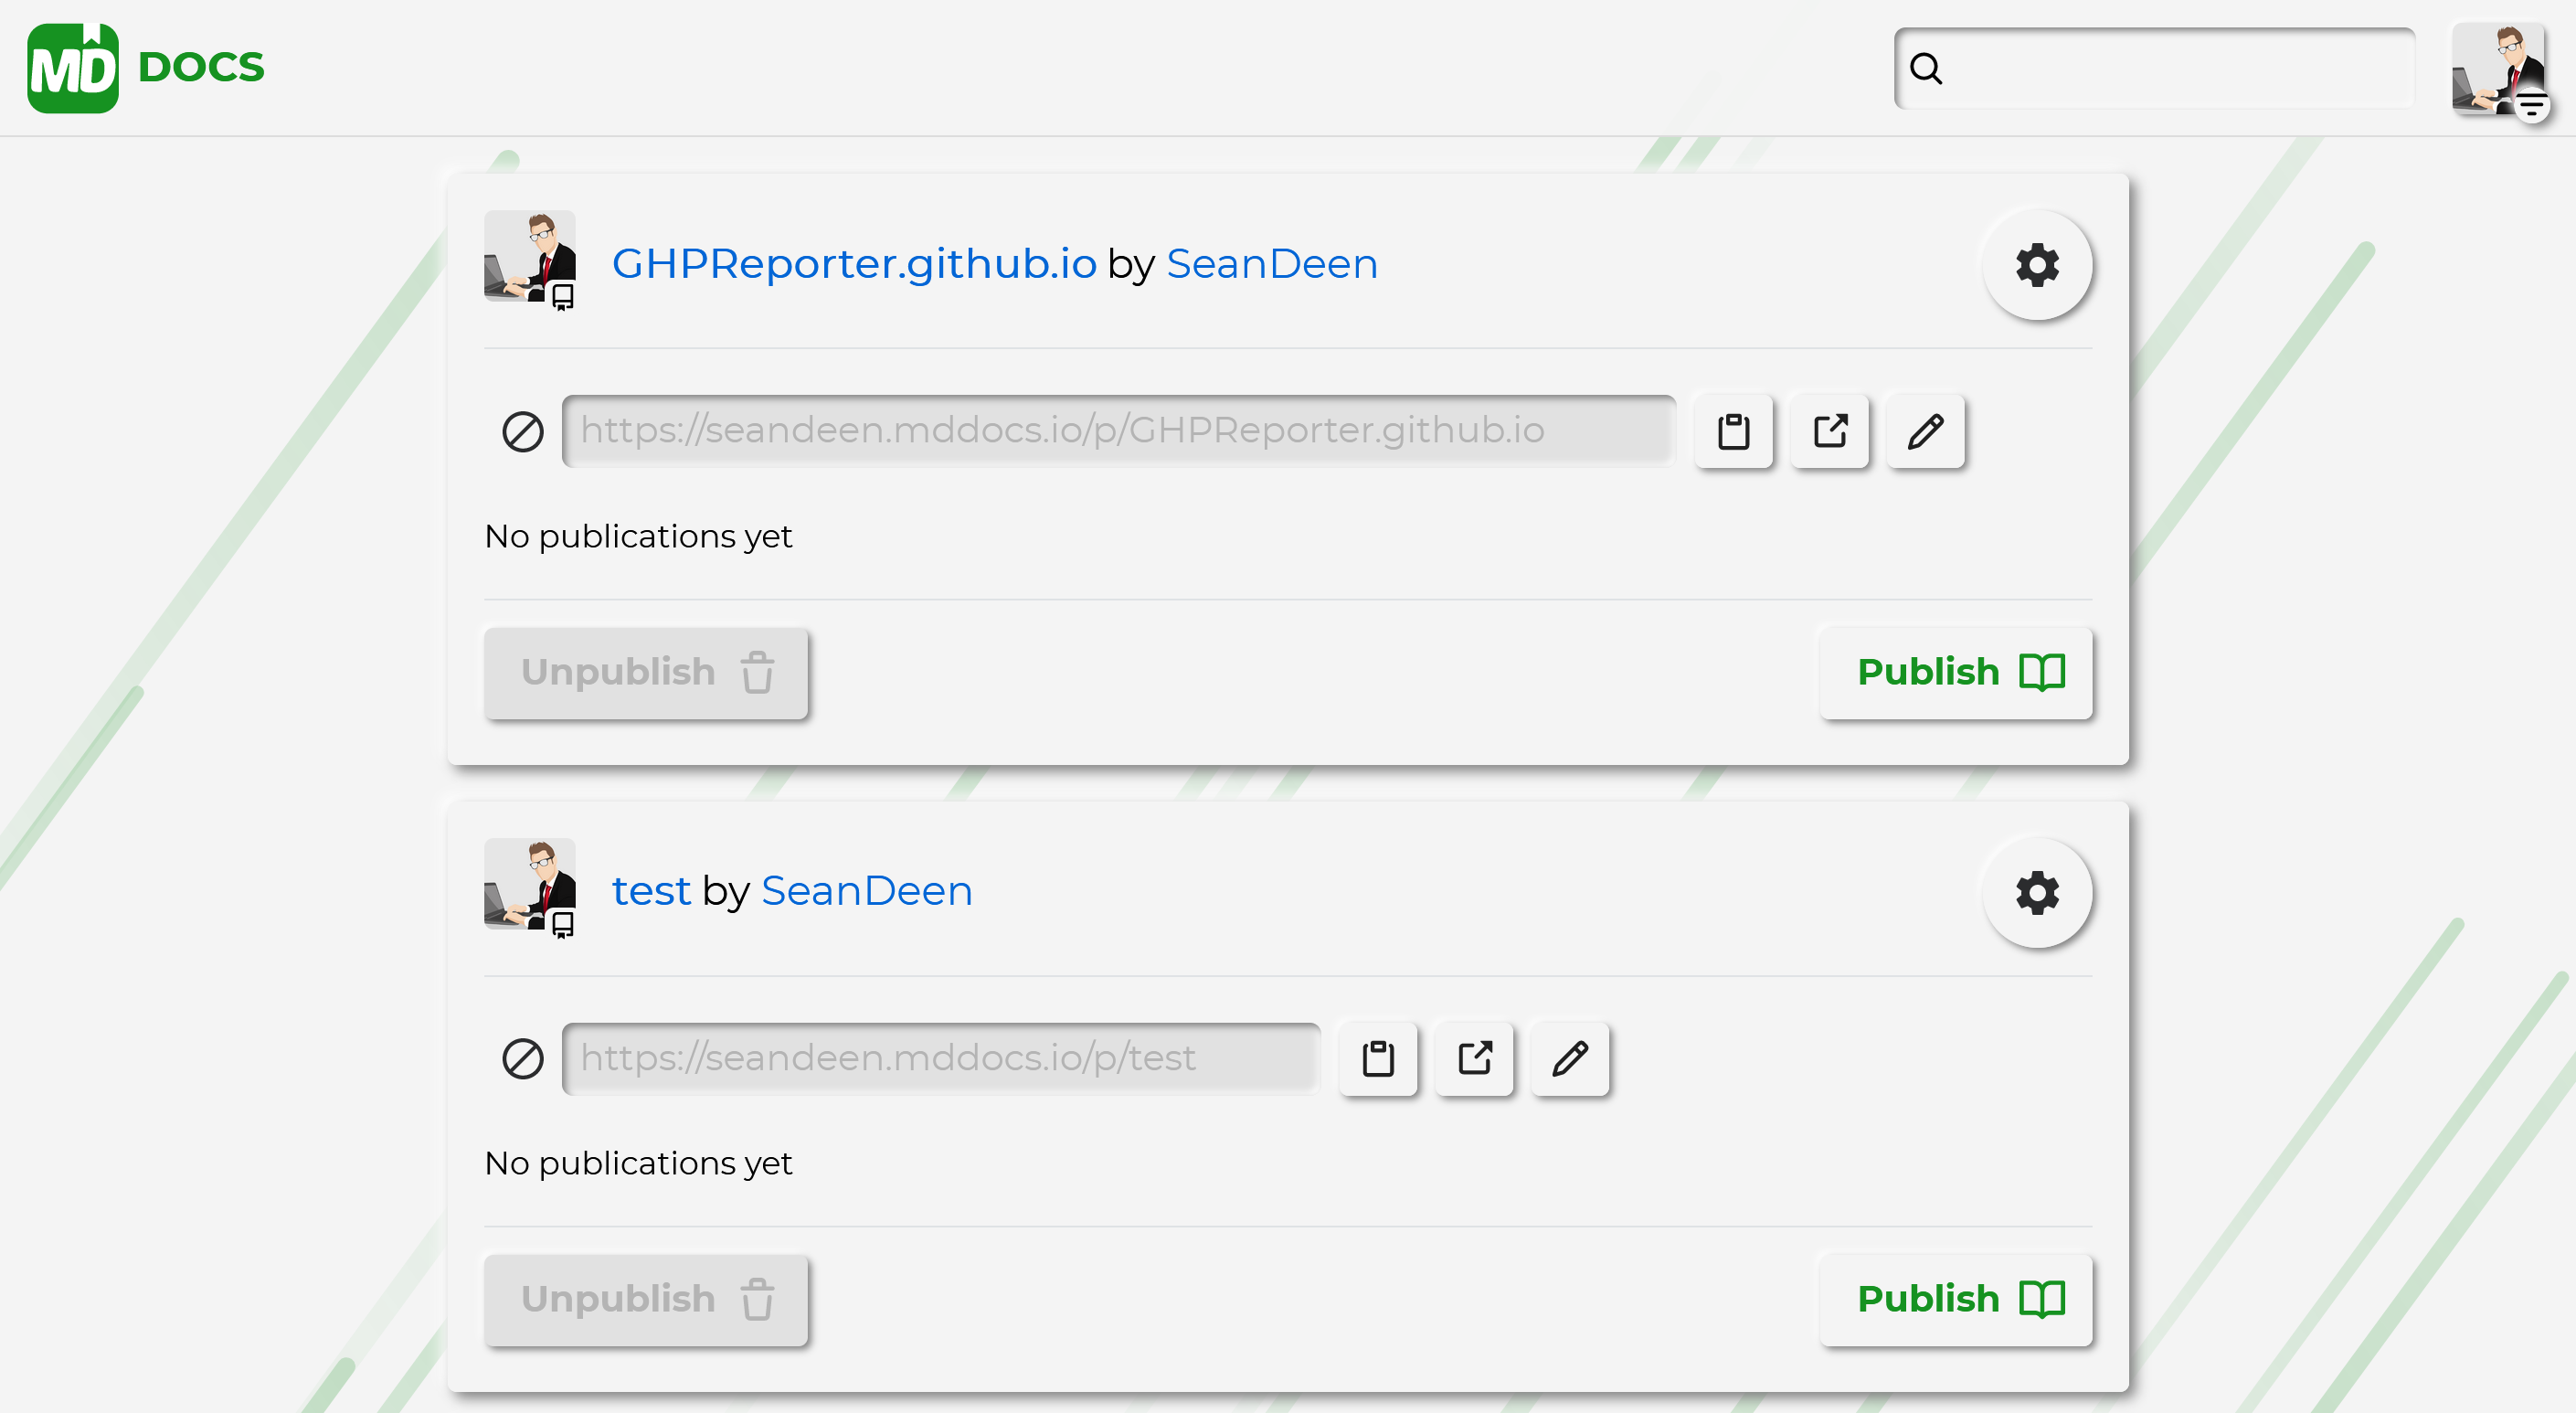 MD DOCS
GHPReporter.github.io by SeanDeen
https://seandeen.mddocs.io/p/GHPReporter.github.io
No publications yet
Unpublish
Publish
test by SeanDeen
https://seandeen.mddocs.io/p/test
No publications yet
Unpublish
Publish